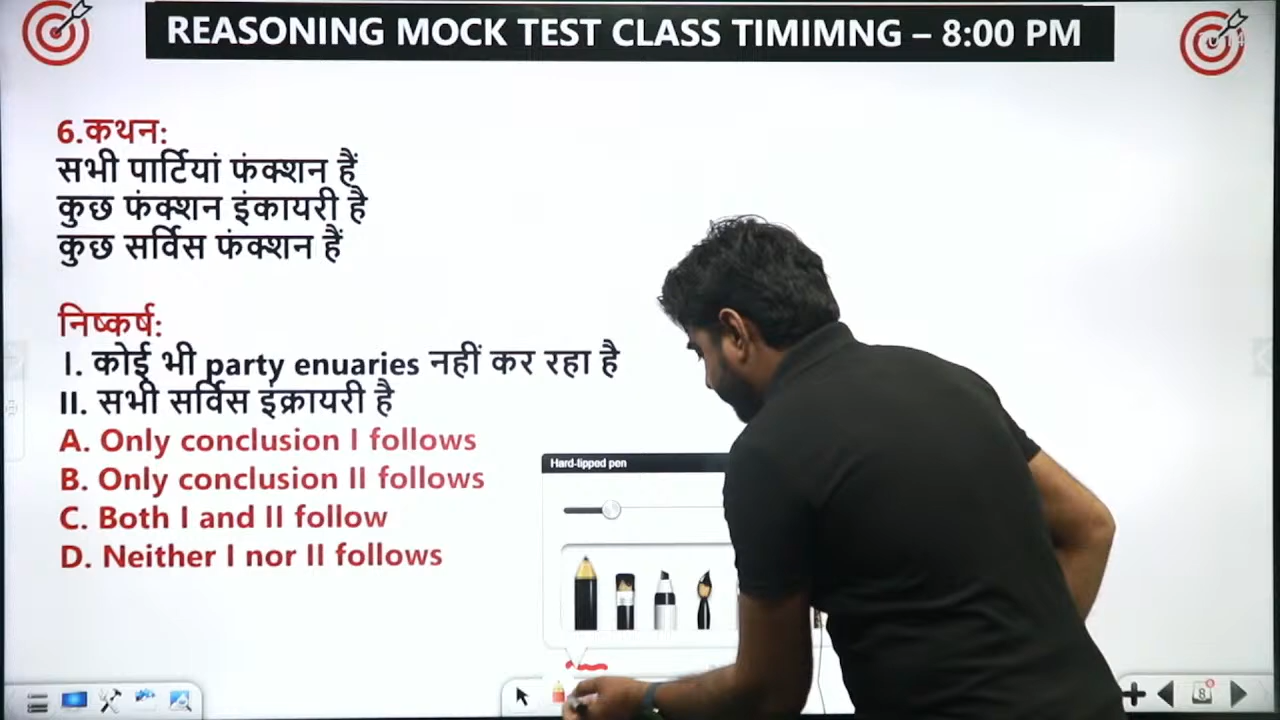 REASONING MOCK TEST CLASS TIMIMNG – 8:00 PM
6.कथन:
सभी पार्टियां फंक्शन हैं
कुछ फंक्शन इंकायरी है
कुछ सर्विस फंक्शन हैं
निष्कर्ष:
I. कोई भी party enuaries नहीं कर रहा है
II. सभी सर्विस इंक्रायरी है
A. Only conclusion I follows
B. Only conclusion II follows
C. Both I and II follow
D. Neither I nor II follows
Hard-tipped pen
8